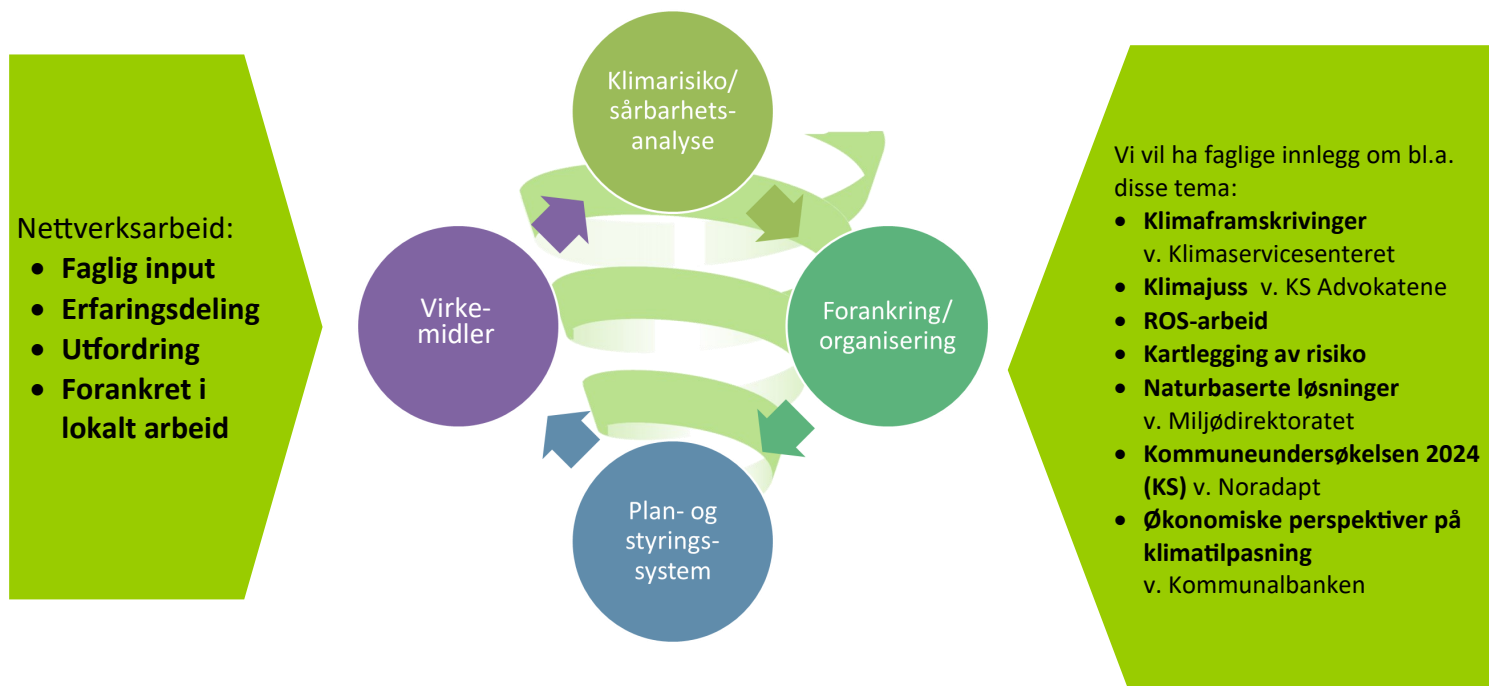 Nettverksarbeid:
• Faglig input
• Erfaringsdeling
• Utfordring
• Forankret i
lokalt arbeid
Klimarisiko/
sårbarhets-
analyse
Virke-
midler
Forankring/
organisering
Plan- og
styrings-
system
Vi vil ha faglige innlegg om bl.a.
disse tema:
• Klimaframskrivinger
v. Klimaservicesenteret
• Klimajuss v. KS Advokatene
• ROS-arbeid
• Kartlegging av risiko
• Naturbaserte løsninger
v. Miljødirektoratet
• Kommuneundersøkelsen 2024
(KS) v. Noradapt
• Økonomiske perspektiver på
klimatilpasning
v. Kommunalbanken